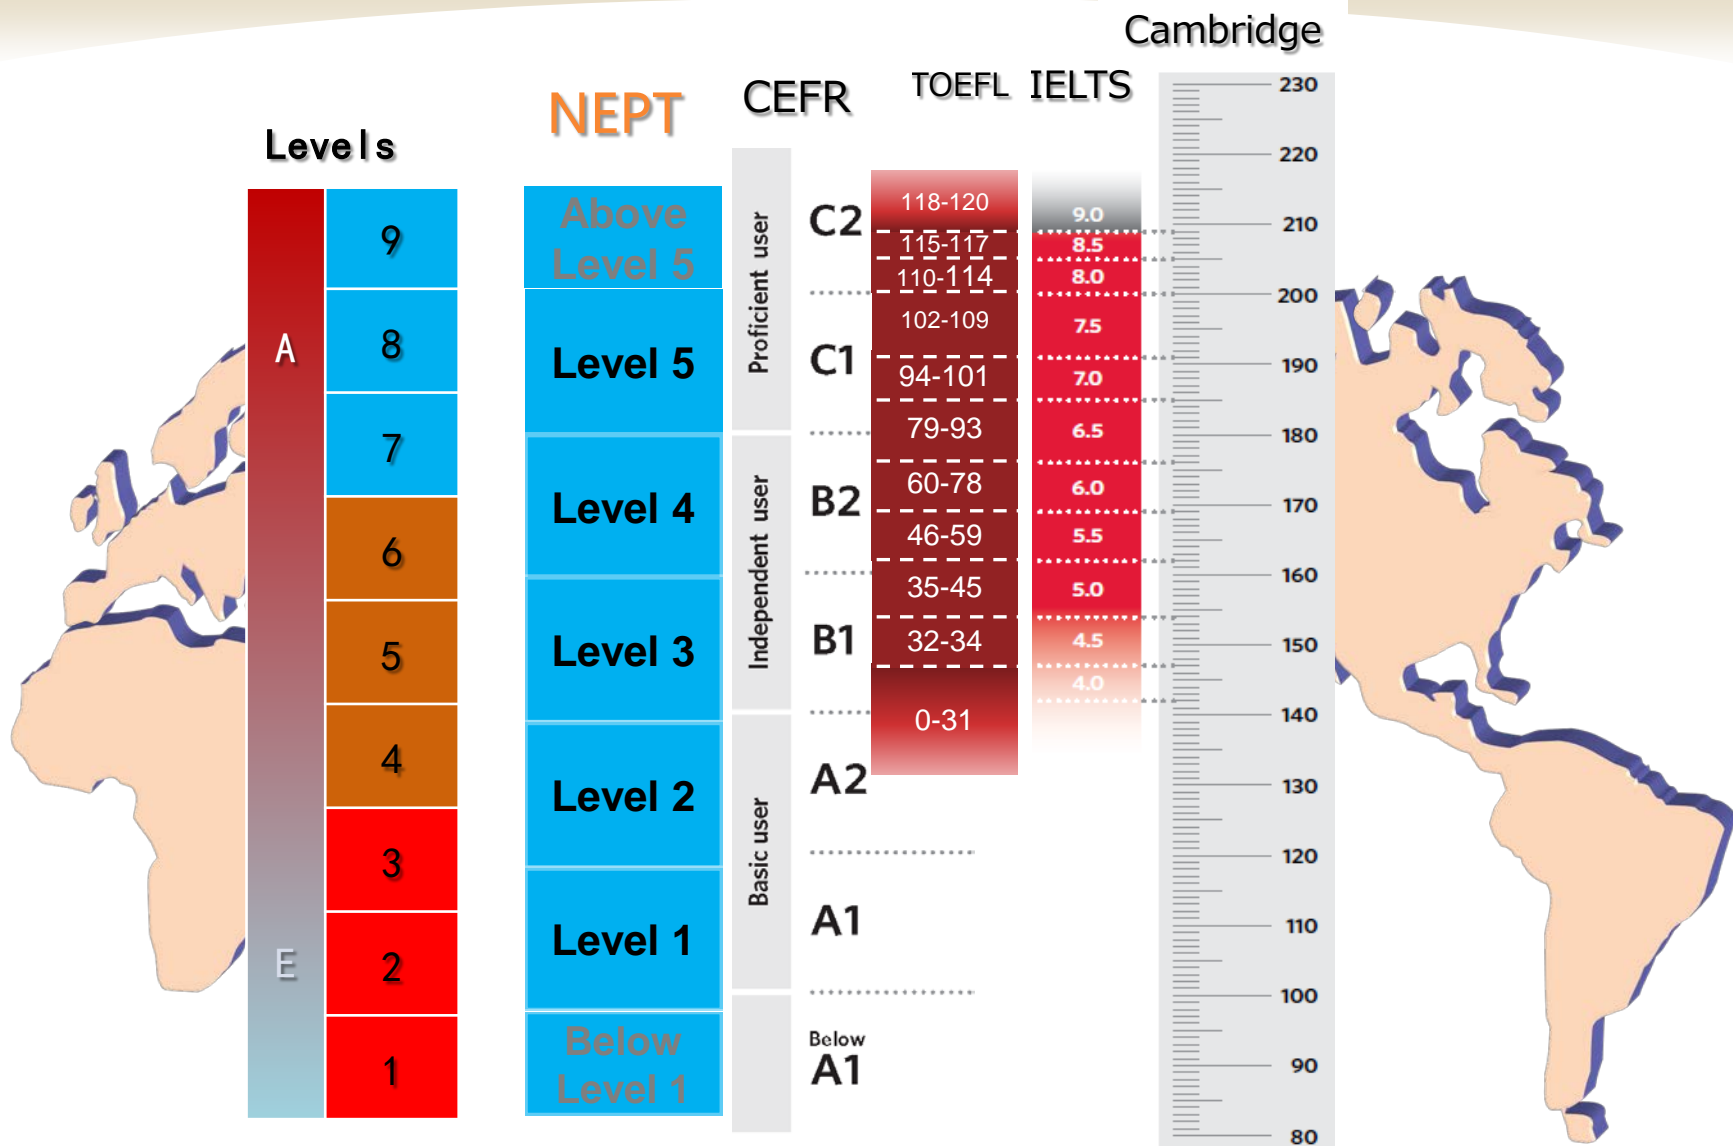 Cambridge
Levels
NEPT
CEFR
TOEFL
IELTS
A
E
9
8
7
6
5
4
3
2
1
Above
Level 5
Level 5
Level 4
Level 3
Level 2
Level 1
Below
Level 1
Proficient user
Independent user
Basic user
C2
C1
B2
B1
A2
A1
Below
A1
118-120
115-117
110-114
102-109
94-101
79-93
60-78
46-59
35-45
32-34
0-31
9.0
8.5
8.0
7.5
7.0
6.5
6.0
5.5
5.0
4.5
4.0
230
220
210
200
190
180
170
160
150
140
130
120
110
100
90
80